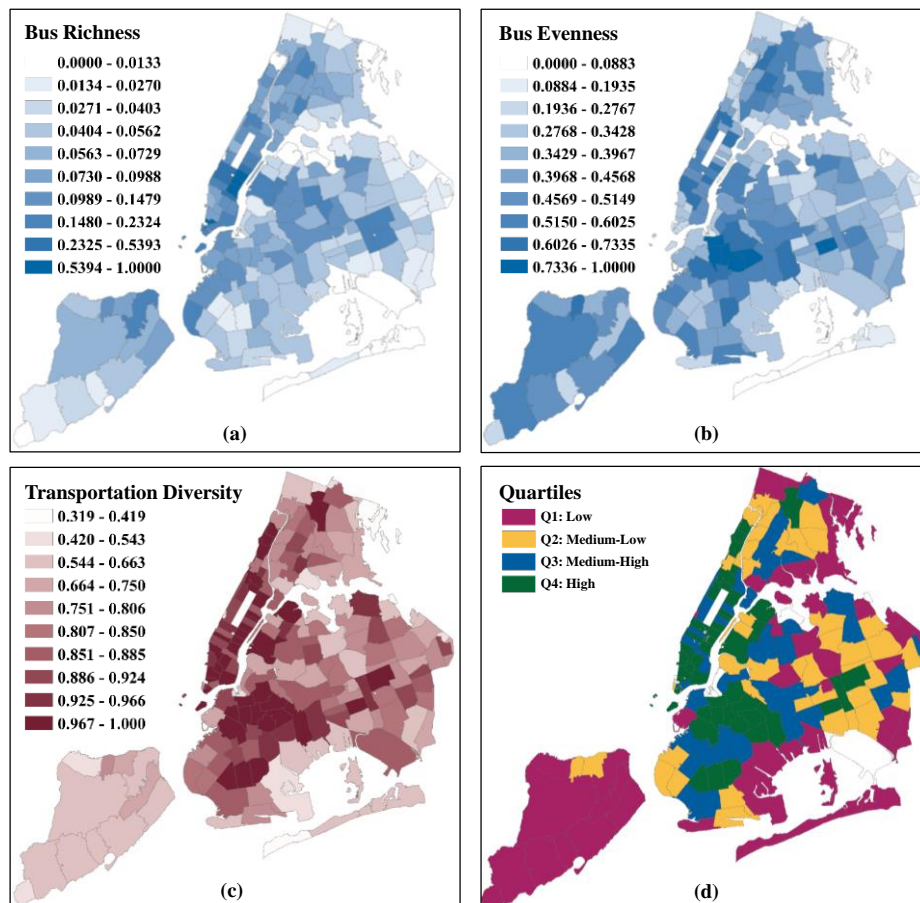 Bus Richness
0.0000 - 0.0133
0.0134 - 0.0270
0.0271 - 0.0403
0.0404 - 0.0562
0.0563 - 0.0729
0.0730 - 0.0988
0.0989 - 0.1479
0.1480 - 0.2324
0.2325 - 0.5393
0.5394 - 1.0000
(a)
Bus Evenness
0.0000 - 0.0883
0.0884 - 0.1935
0.1936 - 0.2767
0.2768 - 0.3428
0.3429 - 0.3967
0.3968 - 0.4568
0.4569 - 0.5149
0.5150 - 0.6025
0.6026 - 0.7335
0.7336 - 1.0000
(b)
Transportation Diversity
0.319 - 0.419
0.420 - 0.543
0.544 - 0.663
0.664 - 0.750
0.751 - 0.806
0.807 - 0.850
0.851 - 0.885
0.886 - 0.924
0.925 - 0.966
0.967 - 1.000
(c)
Quartiles
Q1: Low
Q2: Medium-Low
Q3: Medium-High
Q4: High
(d)